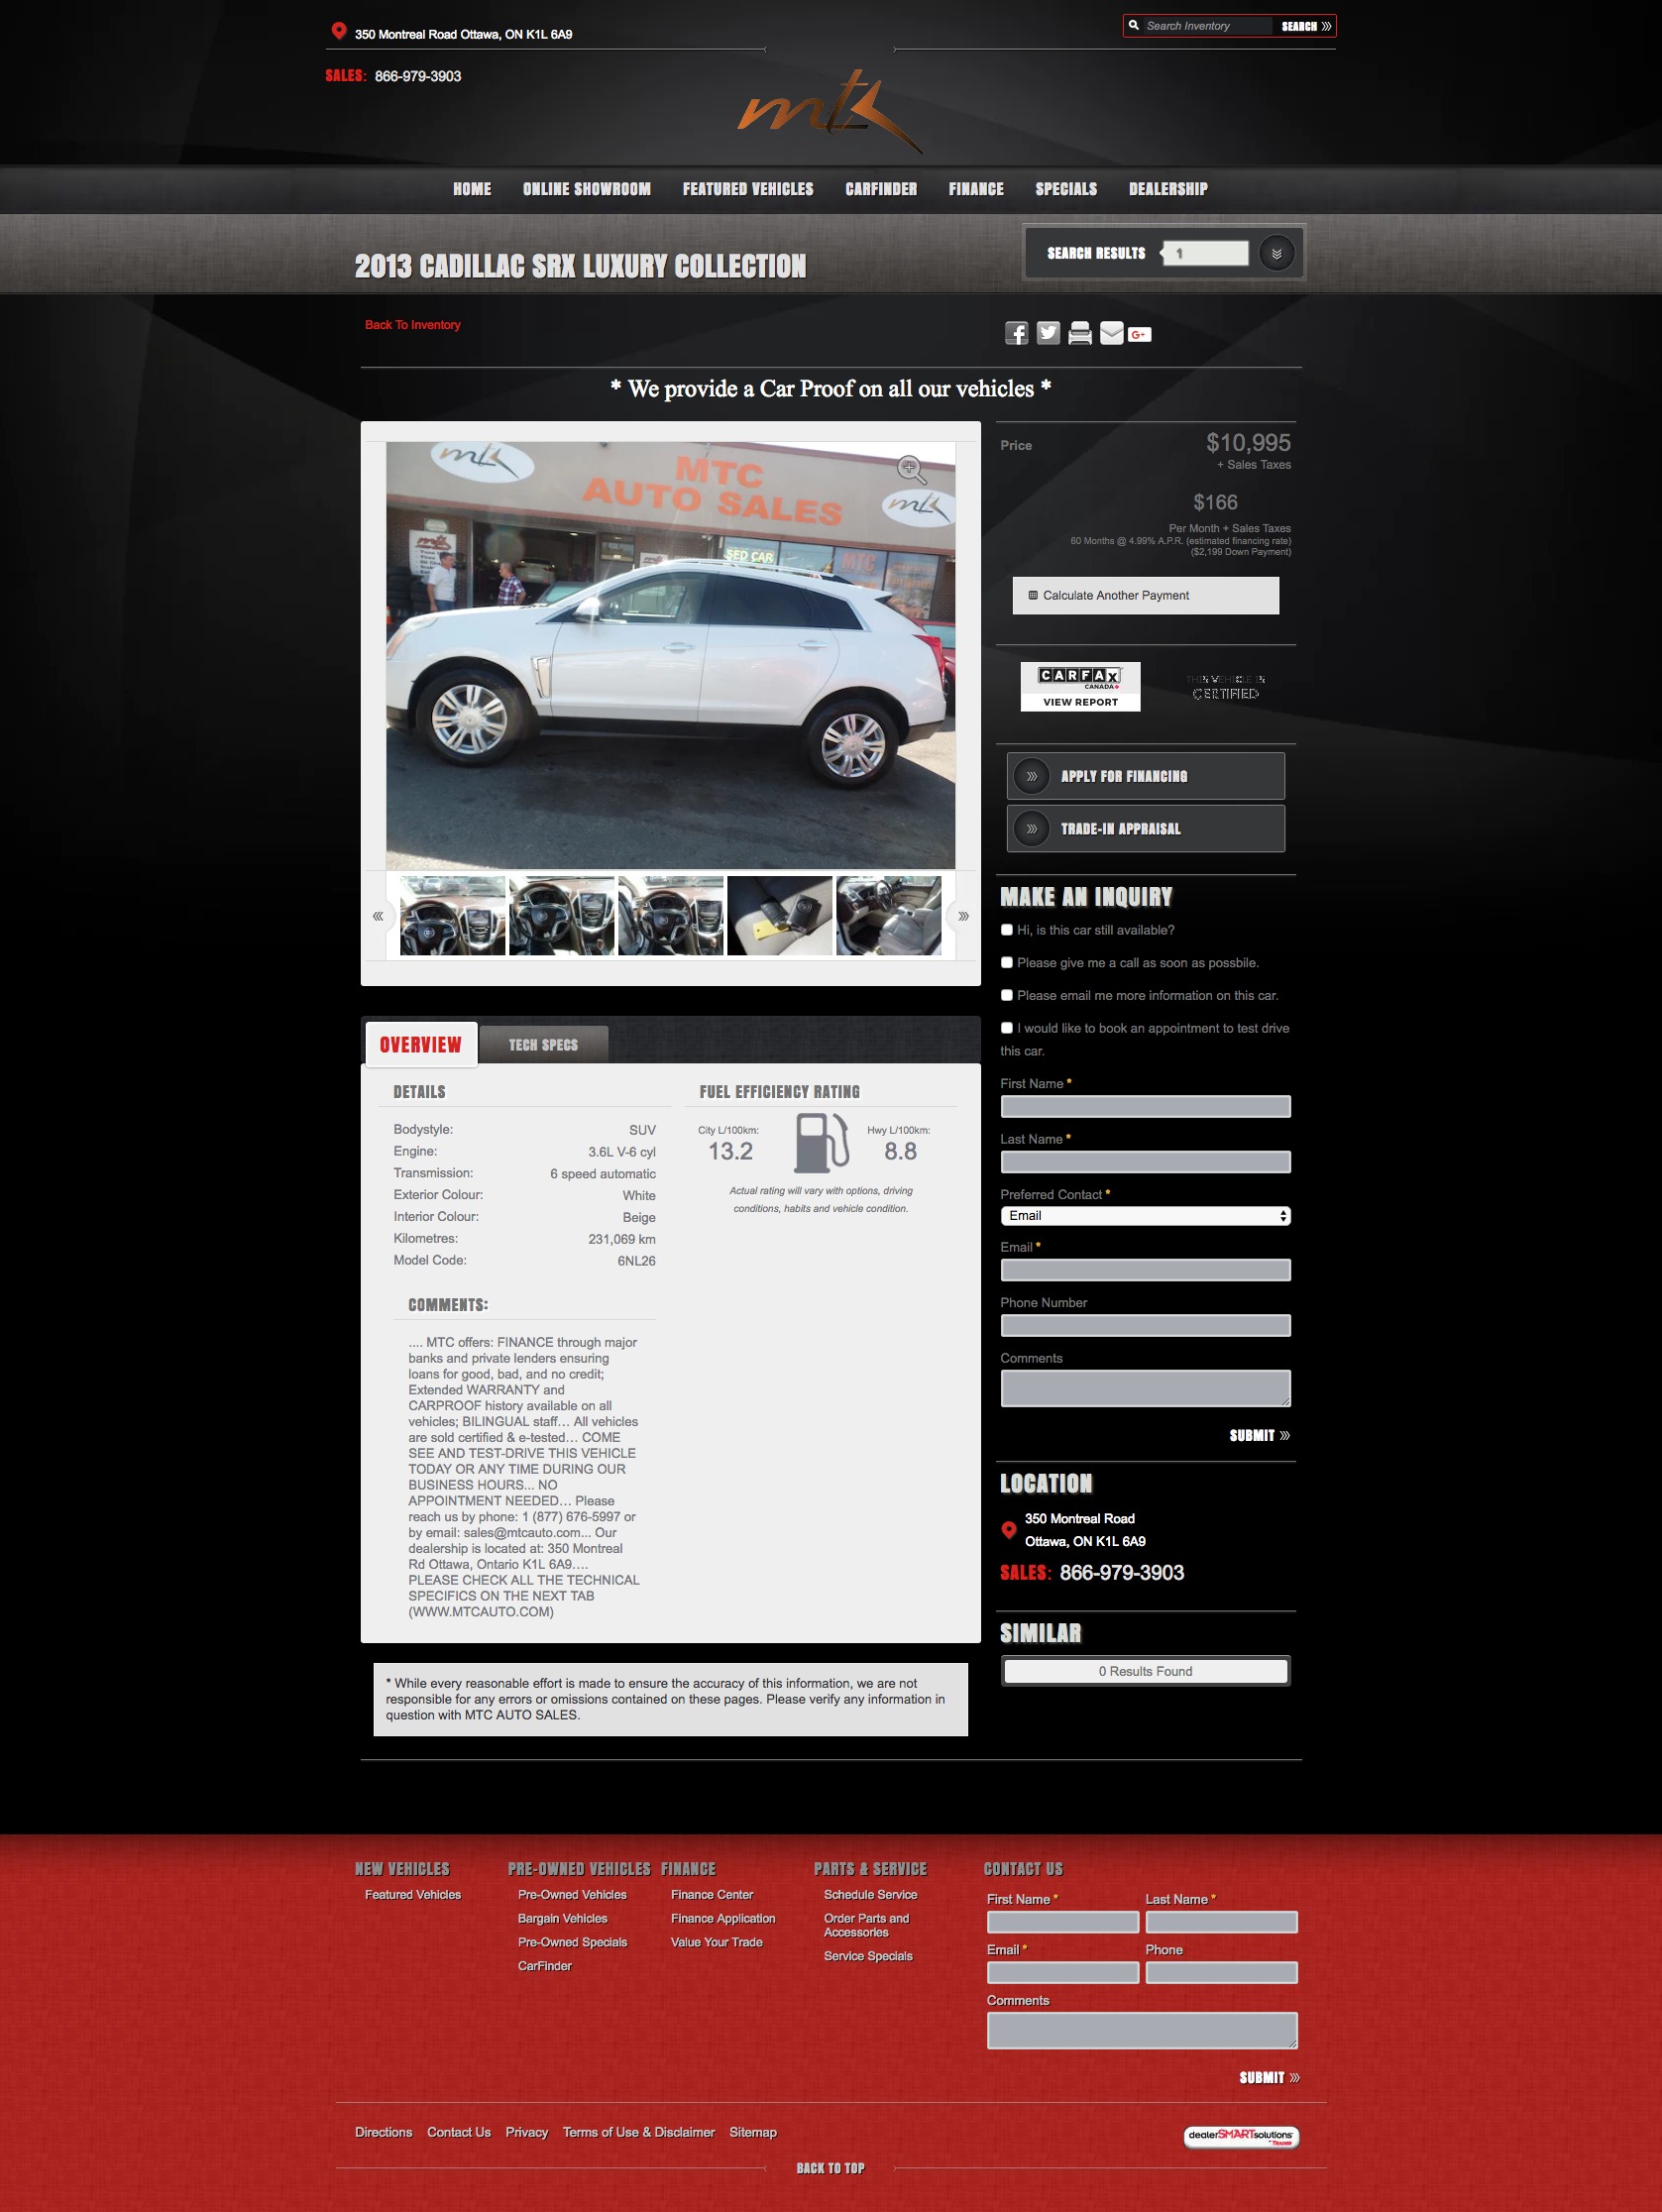 350 Montreal Road Ottawa, ON K1L 6A9
Search Inventory
SEARCH
SALES: 866-979-3903
mtc
HOME
ONLINE SHOWROOM
FEATURED VEHICLES
CARFINDER
FINANCE
SPECIALS
DEALERSHIP
2013 CADILLAC SRX LUXURY COLLECTION
SEARCH RESULTS
1
Back To Inventory
G+
* We provide a Car Proof on all our vehicles *
mtc
MTC
AUTO SALES
mtc
SED CAR
MTC
Price
$10,995
+ Sales Taxes
$166
Per Month + Sales Taxes
60 Months @ 4.99% A.P.R. (estimated financing rate)
($2,199 Down Payment)
Calculate Another Payment
CARFAX
CANADA
VIEW REPORT
THIS VEHICLE IS
CERTIFIED
APPLY FOR FINANCING
TRADE-IN APPRAISAL
MAKE AN INQUIRY
Hi, is this car still available?
Please give me a call as soon as possbile.
Please email me more information on this car.
I would like to book an appointment to test drive
this car.
First Name *
Last Name *
Preferred Contact *
Email
Email *
Phone Number
Comments
SUBMIT
LOCATION
350 Montreal Road
Ottawa, ON K1L 6A9
SALES: 866-979-3903
SIMILAR
0 Results Found
OVERVIEW
TECH SPECS
DETAILS
Bodystyle: SUV
Engine: 3.6L V-6 cyl
Transmission: 6 speed automatic
Exterior Colour: White
Interior Colour: Beige
Kilometres: 231,069 km
Model Code: 6NL26
FUEL EFFICIENCY RATING
City L/100km:
13.2
Hwy L/100km:
8.8
Actual rating will vary with options, driving
conditions, habits and vehicle condition.
COMMENTS:
.... MTC offers: FINANCE through major
banks and private lenders ensuring
loans for good, bad, and no credit;
Extended WARRANTY and
CARPROOF history available on all
vehicles; BILINGUAL staff… All vehicles
are sold certified & e-tested… COME
SEE AND TEST-DRIVE THIS VEHICLE
TODAY OR ANY TIME DURING OUR
BUSINESS HOURS... NO
APPOINTMENT NEEDED… Please
reach us by phone: 1 (877) 676-5997 or
by email: sales@mtcauto.com... Our
dealership is located at: 350 Montreal
Rd Ottawa, Ontario K1L 6A9….
PLEASE CHECK ALL THE TECHNICAL
SPECIFICS ON THE NEXT TAB
(WWW.MTCAUTO.COM)
* While every reasonable effort is made to ensure the accuracy of this information, we are not
responsible for any errors or omissions contained on these pages. Please verify any information in
question with MTC AUTO SALES.
NEW VEHICLES
Featured Vehicles
PRE-OWNED VEHICLES
Pre-Owned Vehicles
Bargain Vehicles
Pre-Owned Specials
CarFinder
FINANCE
Finance Center
Finance Application
Value Your Trade
PARTS & SERVICE
Schedule Service
Order Parts and
Accessories
Service Specials
CONTACT US
First Name *
Last Name *
Email *
Phone
Comments
SUBMIT
Directions
Contact Us
Privacy
Terms of Use & Disclaimer
Sitemap
dealerSMARTsolutions
BACK TO TOP